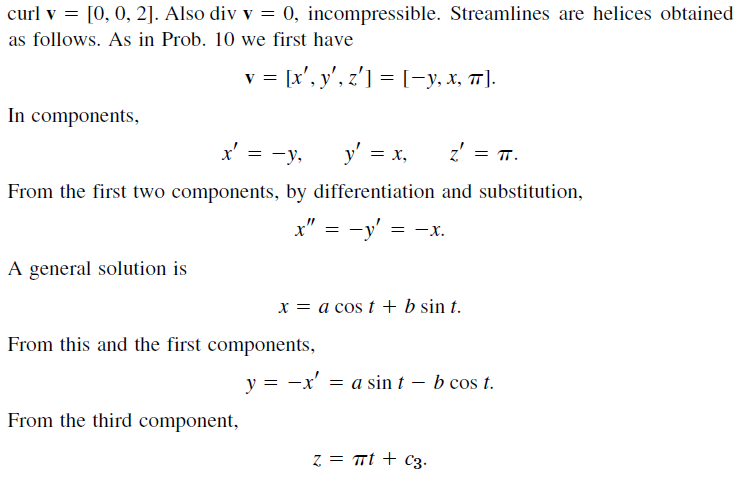 curl v = [0, 0, 2]. Also div v = 0, incompressible. Streamlines are helices obtained
as follows. As in Prob. 10 we first have
v = [x′, y′, z′] = [−y, x, π].
In components,
x′ = −y, y′ = x, z′ = π.
From the first two components, by differentiation and substitution,
x″ = −y′ = −x.
A general solution is
x = a cos t + b sin t.
From this and the first components,
y = −x′ = a sin t − b cos t.
From the third component,
z = πt + c₃.